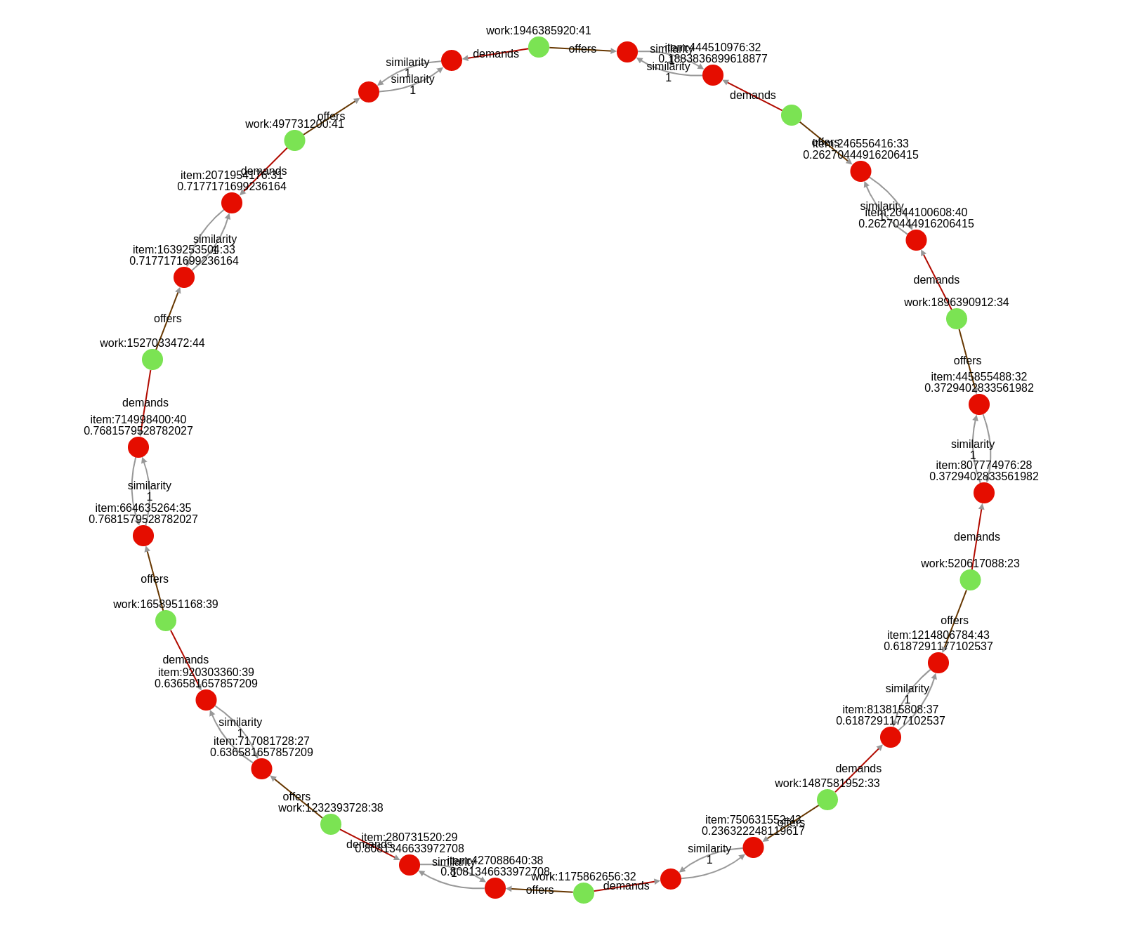 work:1946385920:41
demands
offers
similarity
1
similarity
1
item:444510976:32
0.1883836899618877
similarity
similarity
1
demands
work:497731200:41
offers
demands
item:2071954176:31
0.7177171699236164
offers
item:246556416:33
0.26270444916206415
similarity
item:2044100608:40
0.26270444916206415
similarity
item:1639253504:33
0.7177171699236164
demands
work:1896390912:34
offers
work:1527033472:44
offers
item:445855488:32
0.3729402833561982
demands
item:714998400:40
0.7681579528782027
similarity
1
item:807774976:28
0.3729402833561982
similarity
1
item:664635264:35
0.7681579528782027
demands
work:520617088:23
offers
work:1658951168:39
offers
item:1214806784:43
0.6187291177102537
demands
item:920303360:39
0.636581657857209
similarity
1
item:813815808:37
0.6187291177102537
similarity
1
item:717081728:27
0.636581657857209
demands
work:1487581952:33
offers
work:1232393728:38
item:750631552:43
0.236322248119617
offers
demands
item:280731520:29
0.8081346633972708
similarity
1
similarity
1
item:427088640:38
0.8081346633972708
work:1175862656:32
offers
demands